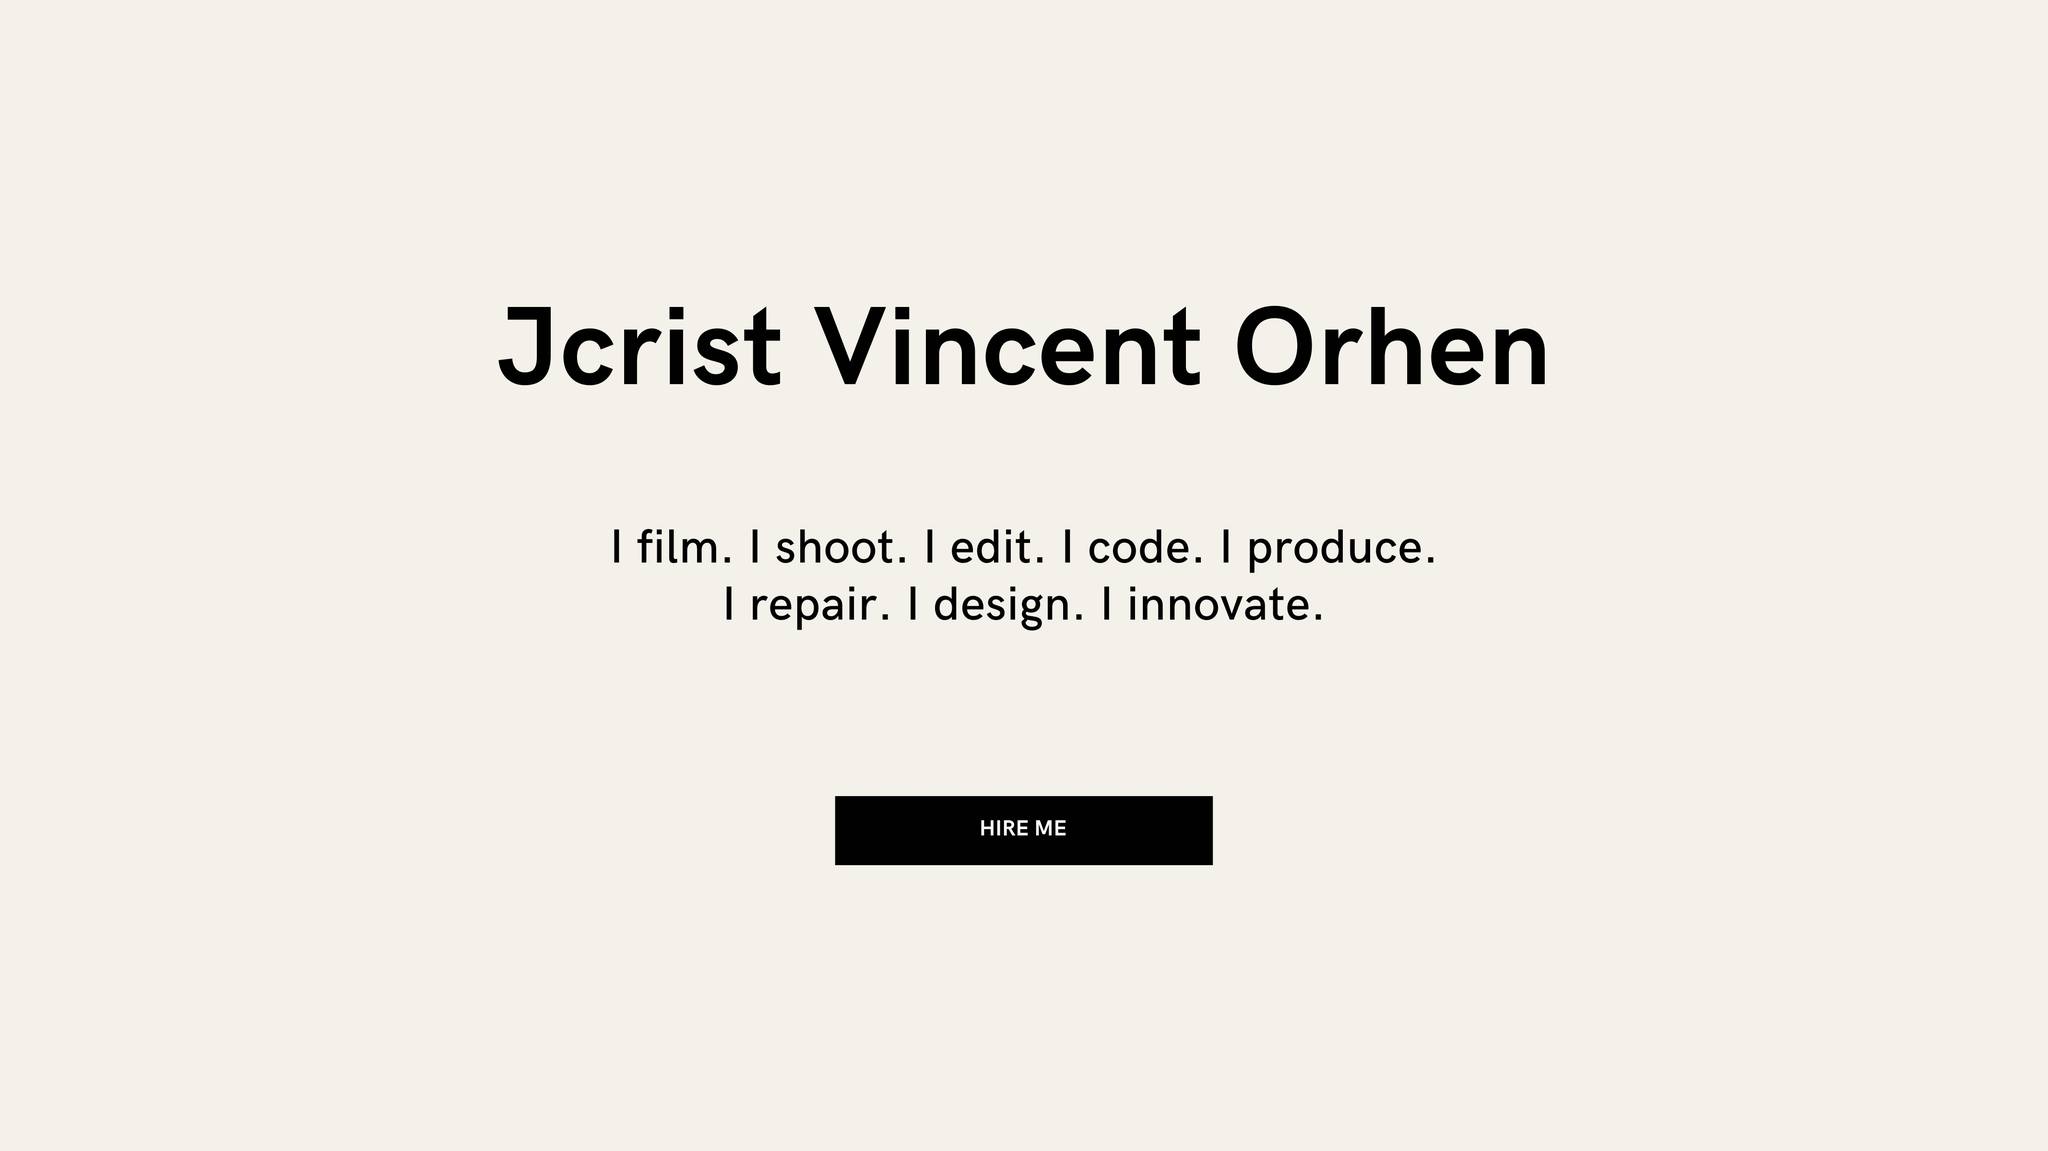 Jcrist Vincent Orhen
I film. I shoot. I edit. I code. I produce.
I repair. I design. I innovate.
HIRE ME